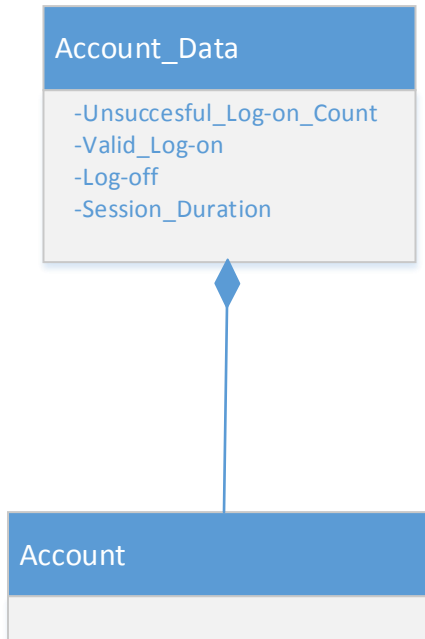 Account_Data
-Unsuccesful_Log-on_Count
-Valid_Log-on
-Log-off
-Session_Duration
Account